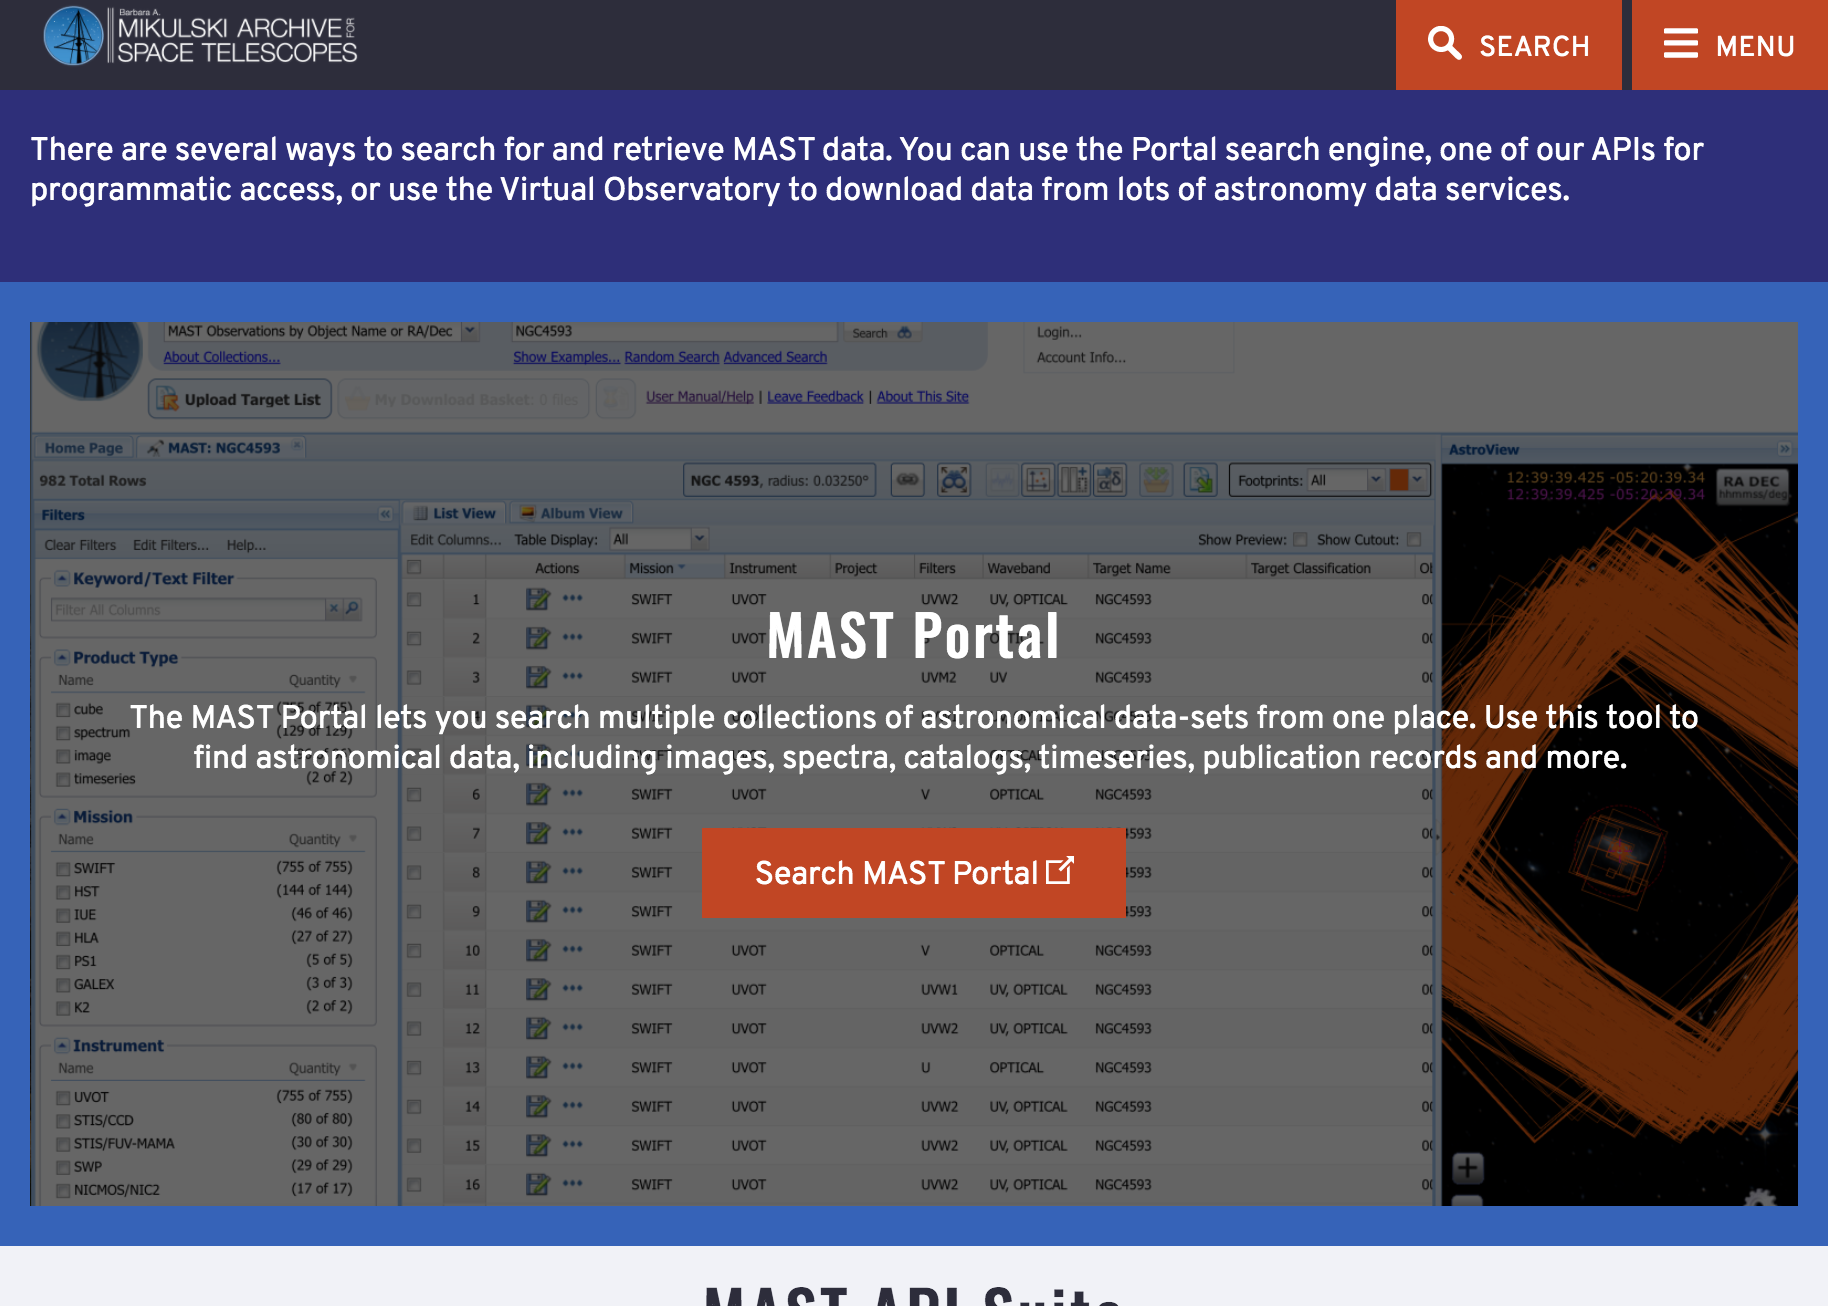 Barbara A.
MIKULSKI ARCHIVE FOR
SPACE TELESCOPES
SEARCH
MENU
There are several ways to search for and retrieve MAST data. You can use the Portal search engine, one of our APIs for
programmatic access, or use the Virtual Observatory to download data from lots of astronomy data services.
MAST Observations by Object Name or RA/Dec NGC4593 Search Login...
About Collections... Show Examples... Random Search Advanced Search Account Info...
Upload Target List My Download Basket: 0 files User Manual/Help | Leave Feedback | About This Site
Home Page MAST: NGC4593 AstroView
982 Total Rows NGC 4593, radius: 0.03250° Footprints: All
12:39:39.425 -05:20:39.34 RA DEC
12:39:39.425 -05:20:39.34 hhmmss/deg
Filters List View Album View
Clear Filters Edit Filters... Help... Edit Columns... Table Display: All Show Preview: Show Cutout:
Actions Mission Instrument Project Filters Waveband Target Name Target Classification
Keyword/Text Filter
Filter All Columns
1 SWIFT UVOT UVW2 UV, OPTICAL NGC4593
2 SWIFT UVOT NGC4593
3 SWIFT UVOT UVM2 UV NGC4593
MAST Portal
The MAST Portal lets you search multiple collections of astronomical data-sets from one place. Use this tool to
find astronomical data, including images, spectra, catalogs, timeseries, publication records and more.
Search MAST Portal
Product Type
Name Quantity
cube
spectrum (129 of 129)
image
timeseries (2 of 2)
6 SWIFT UVOT V OPTICAL NGC4593
7 SWIFT
8 SWIFT
9 SWIFT
10 SWIFT UVOT V OPTICAL NGC4593
11 SWIFT UVOT UVW1 UV, OPTICAL NGC4593
12 SWIFT UVOT UVW2 UV, OPTICAL NGC4593
13 SWIFT UVOT U OPTICAL NGC4593
14 SWIFT UVOT UVW2 UV, OPTICAL NGC4593
15 SWIFT UVOT UVW2 UV, OPTICAL NGC4593
16 SWIFT UVOT UVW2 UV, OPTICAL NGC4593
Mission
Name Quantity
SWIFT (755 of 755)
HST (144 of 144)
IUE (46 of 46)
HLA (27 of 27)
PS1 (5 of 5)
GALEX (3 of 3)
K2 (2 of 2)
Instrument
Name Quantity
UVOT (755 of 755)
STIS/CCD (80 of 80)
STIS/FUV-MAMA (30 of 30)
SWP (29 of 29)
NICMOS/NIC2 (17 of 17)
MAST API Suite